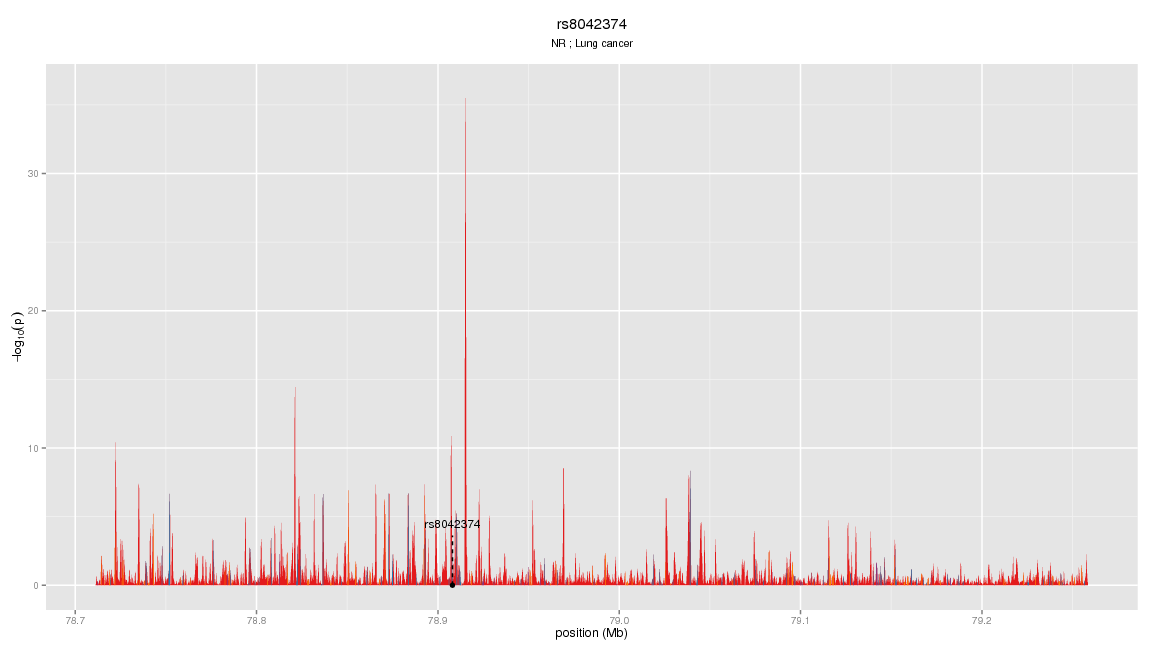 rs8042374
NR ; Lung cancer
30
20
10
0
−log10(p)
rs8042374
78.7
78.8
78.9
79.0
79.1
79.2
position (Mb)